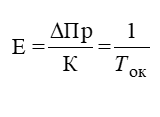 Е = ΔПр / К = 1 / Tок